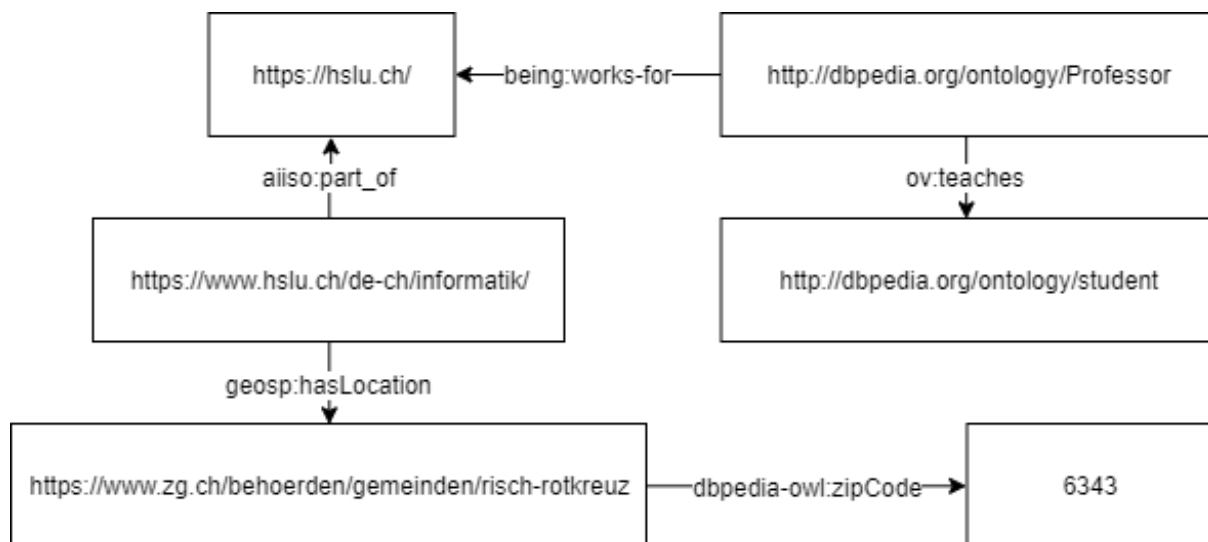 https://hslu.ch/
being:works-for
http://dbpedia.org/ontology/Professor
aiiso:part_of
ov:teaches
https://www.hslu.ch/de-ch/informatik/
http://dbpedia.org/ontology/student
geosp:hasLocation
https://www.zg.ch/behoerden/gemeinden/risch-rotkreuz
dbpedia-owl:zipCode
6343